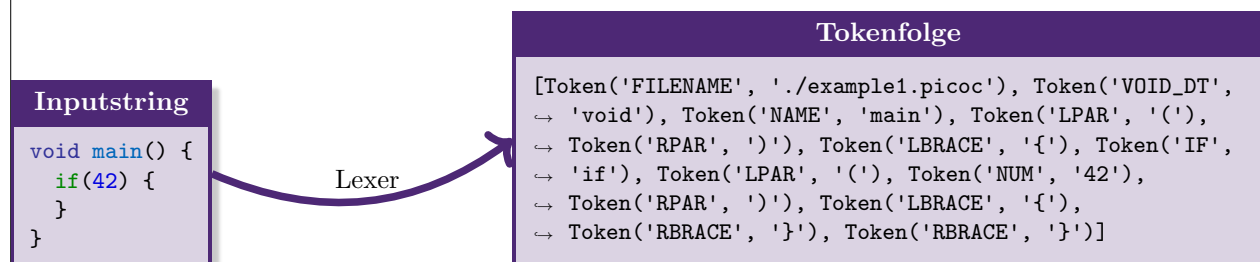 Inputstring
void main() {
  if(42) {
  }
}
Lexer
Tokenfolge
[Token('FILENAME', './example1.picoc'), Token('VOID_DT',
↪ 'void'), Token('NAME', 'main'), Token('LPAR', '('),
↪ Token('RPAR', ')'), Token('LBRACE', '{'), Token('IF',
↪ 'if'), Token('LPAR', '('), Token('NUM', '42'),
↪ Token('RPAR', ')'), Token('LBRACE', '{'),
↪ Token('RBRACE', '}'), Token('RBRACE', '}')]